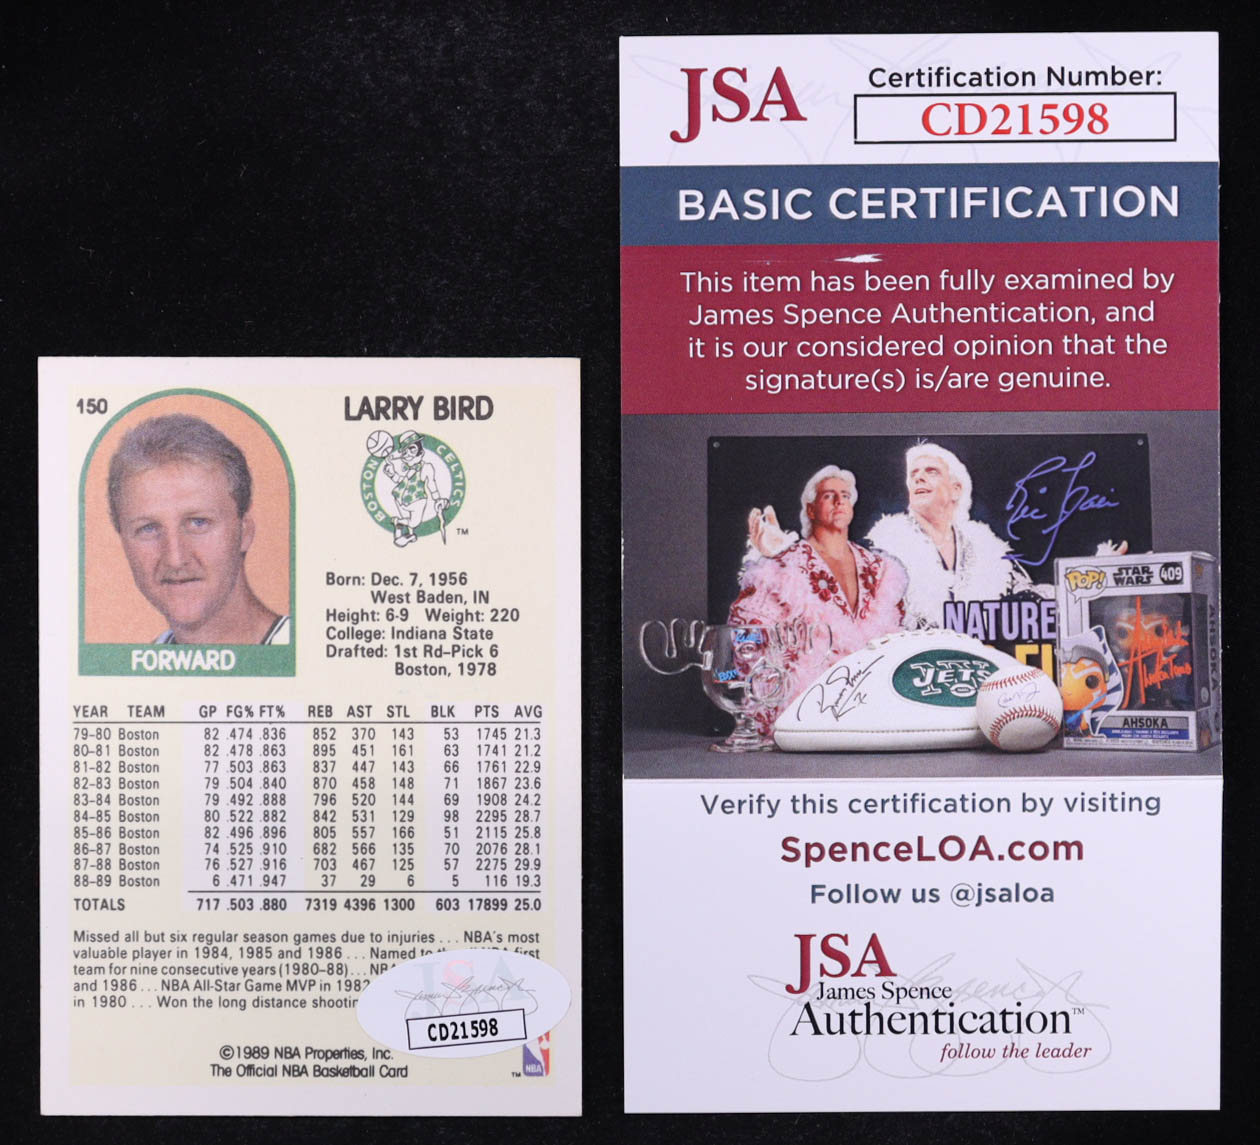 150
LARRY BIRD
BOSTON CELTICS
TM
Born: Dec. 7, 1956
West Baden, IN
Height: 6-9 Weight: 220
College: Indiana State
Drafted: 1st Rd-Pick 6
Boston, 1978
FORWARD
YEAR TEAM GP FG% FT% REB AST STL BLK PTS AVG
79-80 Boston 82 .474 .836 852 370 143 53 1745 21.3
80-81 Boston 82 .478 .863 895 451 161 63 1741 21.2
81-82 Boston 77 .503 .863 837 447 143 66 1761 22.9
82-83 Boston 79 .504 .840 870 458 148 71 1867 23.6
83-84 Boston 79 .492 .888 796 520 144 69 1908 24.2
84-85 Boston 80 .522 .882 842 531 129 98 2295 28.7
85-86 Boston 82 .496 .896 805 557 166 51 2115 25.8
86-87 Boston 74 .525 .910 682 566 135 70 2076 28.1
87-88 Boston 76 .527 .916 703 467 125 57 2275 29.9
88-89 Boston 6 .471 .947 37 29 6 5 116 19.3
TOTALS 717 .503 .880 7319 4396 1300 603 17899 25.0
Missed all but six regular season games due to injuries . . . NBA's most
valuable player in 1984, 1985 and 1986 . . . Named to first
team for nine consecutive years (1980-88) . . .
and 1986 . . . NBA All-Star Game MVP in 1982
in 1980 . . . Won the long distance
JSA
CD21598
©1989 NBA Properties, Inc.
The Official NBA Basketball Card
TM
NBA
JSA
Certification Number:
CD21598
BASIC CERTIFICATION
This item has been fully examined by
James Spence Authentication, and
it is our considered opinion that the
signature(s) is/are genuine.
Ric Flair
NATURE
POP!
STAR WARS
409
JETS
AHSOKA
AHSOKA
Verify this certification by visiting
SpenceLOA.com
Follow us @jsaloa
JSA
James Spence
Authentication™
follow the leader